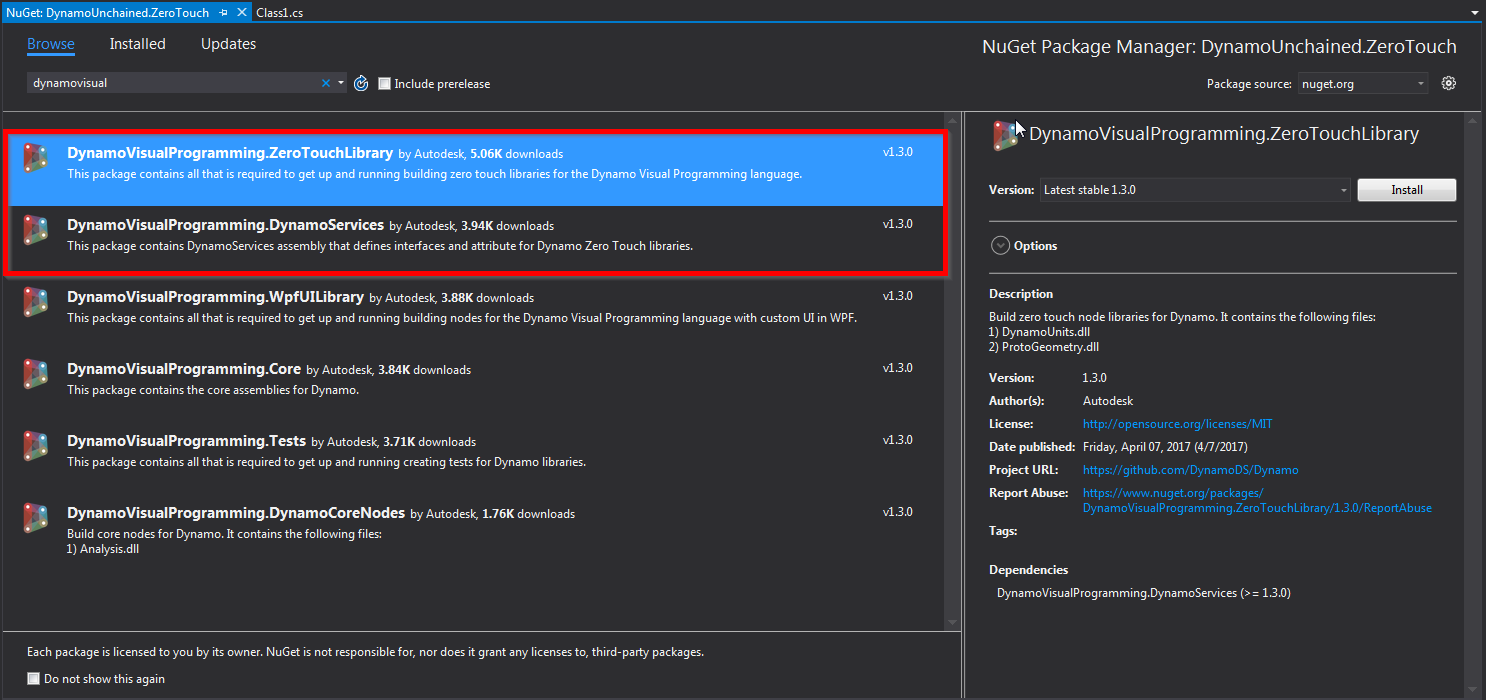 NuGet: DynamoUnchained.ZeroTouch
Class1.cs
Browse
Installed
Updates
NuGet Package Manager: DynamoUnchained.ZeroTouch
dynamovisual
Include prerelease
Package source: nuget.org
DynamoVisualProgramming.ZeroTouchLibrary by Autodesk, 5.06K downloads
v1.3.0
This package contains all that is required to get up and running building zero touch libraries for the Dynamo Visual Programming language.
DynamoVisualProgramming.DynamoServices by Autodesk, 3.94K downloads
v1.3.0
This package contains DynamoServices assembly that defines interfaces and attribute for Dynamo Zero Touch libraries.
DynamoVisualProgramming.WpfUILibrary by Autodesk, 3.88K downloads
v1.3.0
This package contains all that is required to get up and running building nodes for the Dynamo Visual Programming language with custom UI in WPF.
DynamoVisualProgramming.Core by Autodesk, 3.84K downloads
v1.3.0
This package contains the core assemblies for Dynamo.
DynamoVisualProgramming.Tests by Autodesk, 3.71K downloads
v1.3.0
This package contains all that is required to get up and running creating tests for Dynamo libraries.
DynamoVisualProgramming.DynamoCoreNodes by Autodesk, 1.76K downloads
v1.3.0
Build core nodes for Dynamo. It contains the following files:
1) Analysis.dll
Each package is licensed to you by its owner. NuGet is not responsible for, nor does it grant any licenses to, third-party packages.
Do not show this again
DynamoVisualProgramming.ZeroTouchLibrary
Version: Latest stable 1.3.0
Install
Options
Description
Build zero touch node libraries for Dynamo. It contains the following files:
1) DynamoUnits.dll
2) ProtoGeometry.dll
Version: 1.3.0
Author(s): Autodesk
License: http://opensource.org/licenses/MIT
Date published: Friday, April 07, 2017 (4/7/2017)
Project URL: https://github.com/DynamoDS/Dynamo
Report Abuse: https://www.nuget.org/packages/
DynamoVisualProgramming.ZeroTouchLibrary/1.3.0/ReportAbuse
Tags:
Dependencies
DynamoVisualProgramming.DynamoServices (>= 1.3.0)